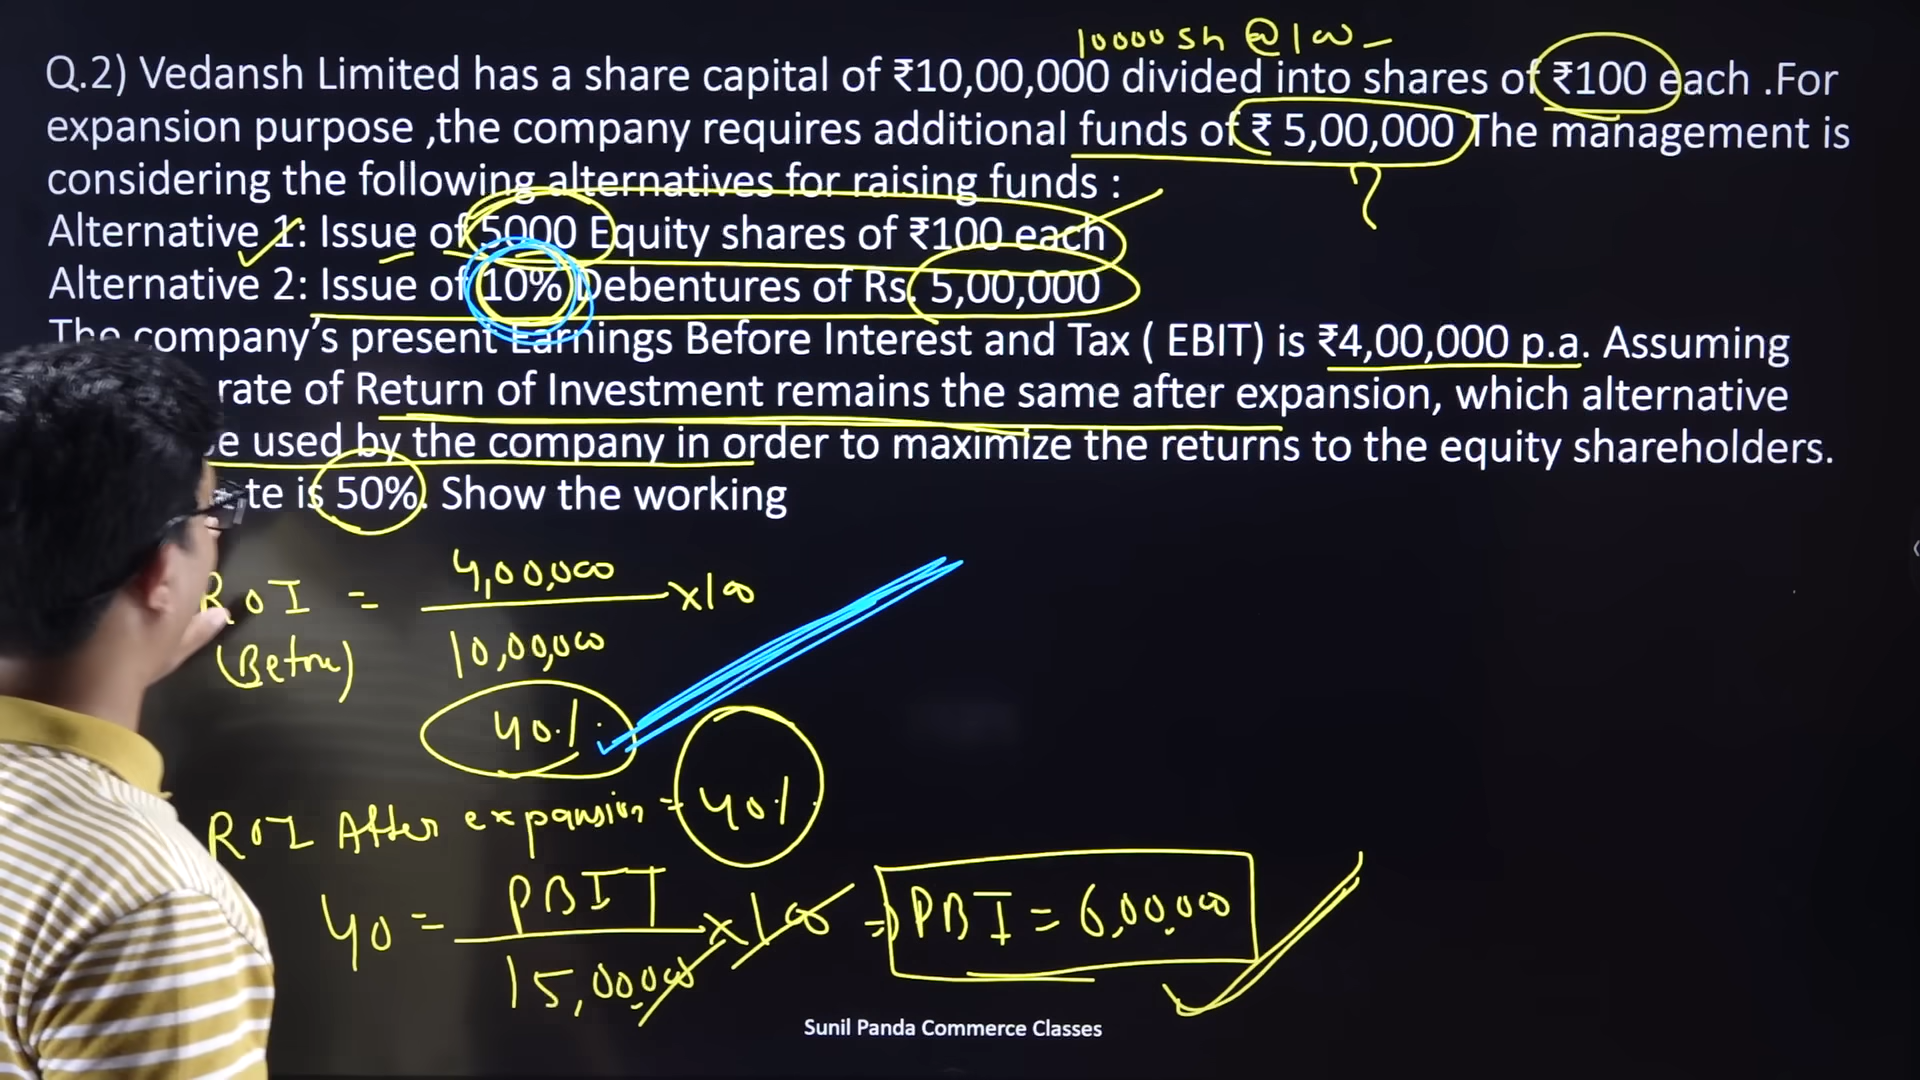 10000 sh @ 100 -
Q.2) Vedansh Limited has a share capital of ₹10,00,000 divided into shares of ₹100 each .For
expansion purpose ,the company requires additional funds of ₹ 5,00,000 The management is
considering the following alternatives for raising funds :
?
Alternative 1: Issue of 5000 Equity shares of ₹100 each
Alternative 2: Issue of 10% Debentures of Rs. 5,00,000
The company's present Earnings Before Interest and Tax ( EBIT) is ₹4,00,000 p.a. Assuming
rate of Return of Investment remains the same after expansion, which alternative
used by the company in order to maximize the returns to the equity shareholders.
is 50%. Show the working
ROI = 4,00,000 x100
(Before) 10,00,000
40%
ROI After expansion = 40%
40 = PBIT x100 => PBI = 6,00,000
15,00,000
Sunil Panda Commerce Classes